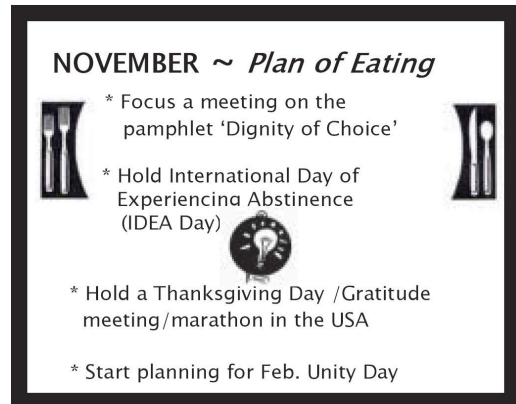 NOVEMBER ~ Plan of Eating
* Focus a meeting on the
pamphlet ‘Dignity of Choice’
* Hold International Day of
Experiencing Abstinence
(IDEA Day)
* Hold a Thanksgiving Day /Gratitude
meeting/marathon in the USA
* Start planning for Feb. Unity Day